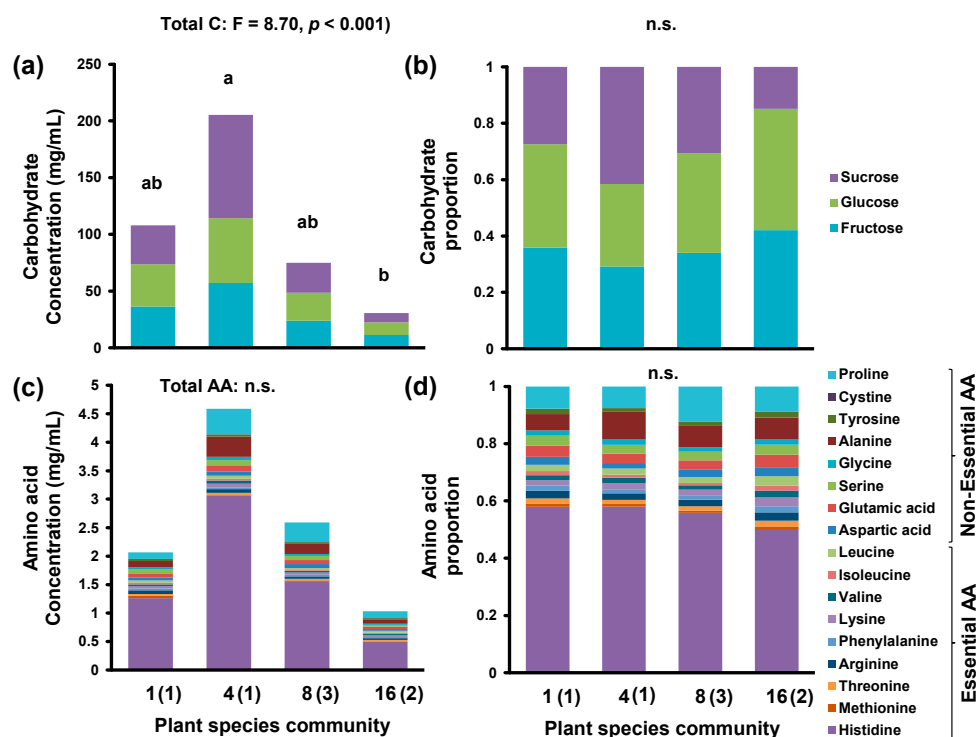 Total C: F = 8.70, p < 0.001)
n.s.
(a)
250
200
150
100
50
0
Carbohydrate
Concentration (mg/mL)
ab
a
ab
b
(b)
1
0.8
0.6
0.4
0.2
0
Carbohydrate
proportion
Sucrose
Glucose
Fructose
(c)
Total AA: n.s.
5
4.5
4
3.5
3
2.5
2
1.5
1
0.5
0
Amino acid
Concentration (mg/mL)
1 (1)
4 (1)
8 (3)
16 (2)
Plant species community
(d)
n.s.
1
0.8
0.6
0.4
0.2
0
Amino acid
proportion
1 (1)
4 (1)
8 (3)
16 (2)
Plant species community
Proline
Cystine
Tyrosine
Alanine
Glycine
Serine
Glutamic acid
Aspartic acid
Leucine
Isoleucine
Valine
Lysine
Phenylalanine
Arginine
Threonine
Methionine
Histidine
Non-Essential AA
Essential AA